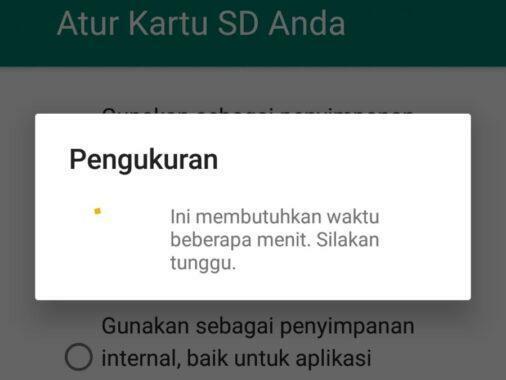 Atur Kartu SD Anda
Gunakan sebagai penyimpanan
Pengukuran
Ini membutuhkan waktu
beberapa menit. Silakan
tunggu.
Gunakan sebagai penyimpanan
internal, baik untuk aplikasi